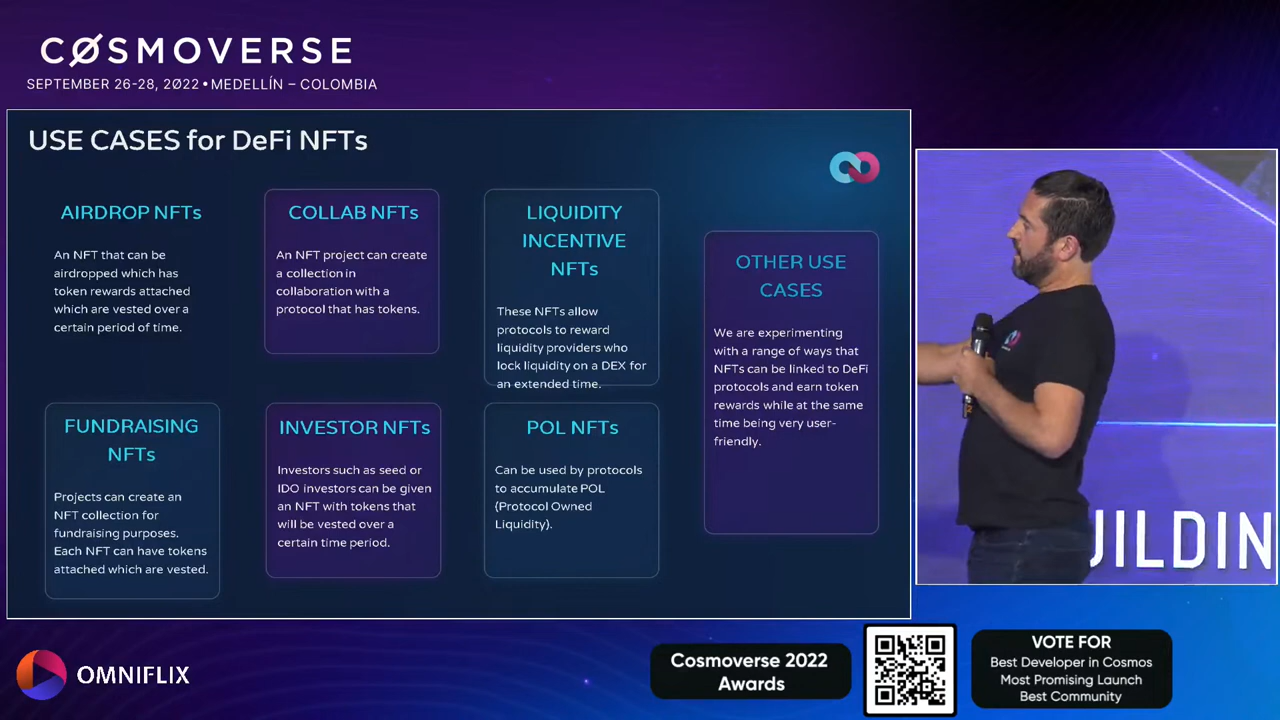 CØSMOVERSE
SEPTEMBER 26-28, 2Ø22 • MEDELLÍN – COLOMBIA
USE CASES for DeFi NFTs
AIRDROP NFTs
An NFT that can be
airdropped which has
token rewards attached
which are vested over a
certain period of time.
COLLAB NFTs
An NFT project can create
a collection in
collaboration with a
protocol that has tokens.
LIQUIDITY
INCENTIVE
NFTs
These NFTs allow
protocols to reward
liquidity providers who
lock liquidity on a DEX for
an extended time.
OTHER USE
CASES
We are experimenting
with a range of ways that
NFTs can be linked to DeFi
protocols and earn token
rewards while at the same
time being very user-
friendly.
FUNDRAISING
NFTs
Projects can create an
NFT collection for
fundraising purposes.
Each NFT can have tokens
attached which are vested.
INVESTOR NFTs
Investors such as seed or
IDO investors can be given
an NFT with tokens that
will be vested over a
certain time period.
POL NFTs
Can be used by protocols
to accumulate POL
(Protocol Owned
Liquidity).
UILDIN
OMNIFLIX
Cosmoverse 2022
Awards
VOTE FOR
Best Developer in Cosmos
Most Promising Launch
Best Community